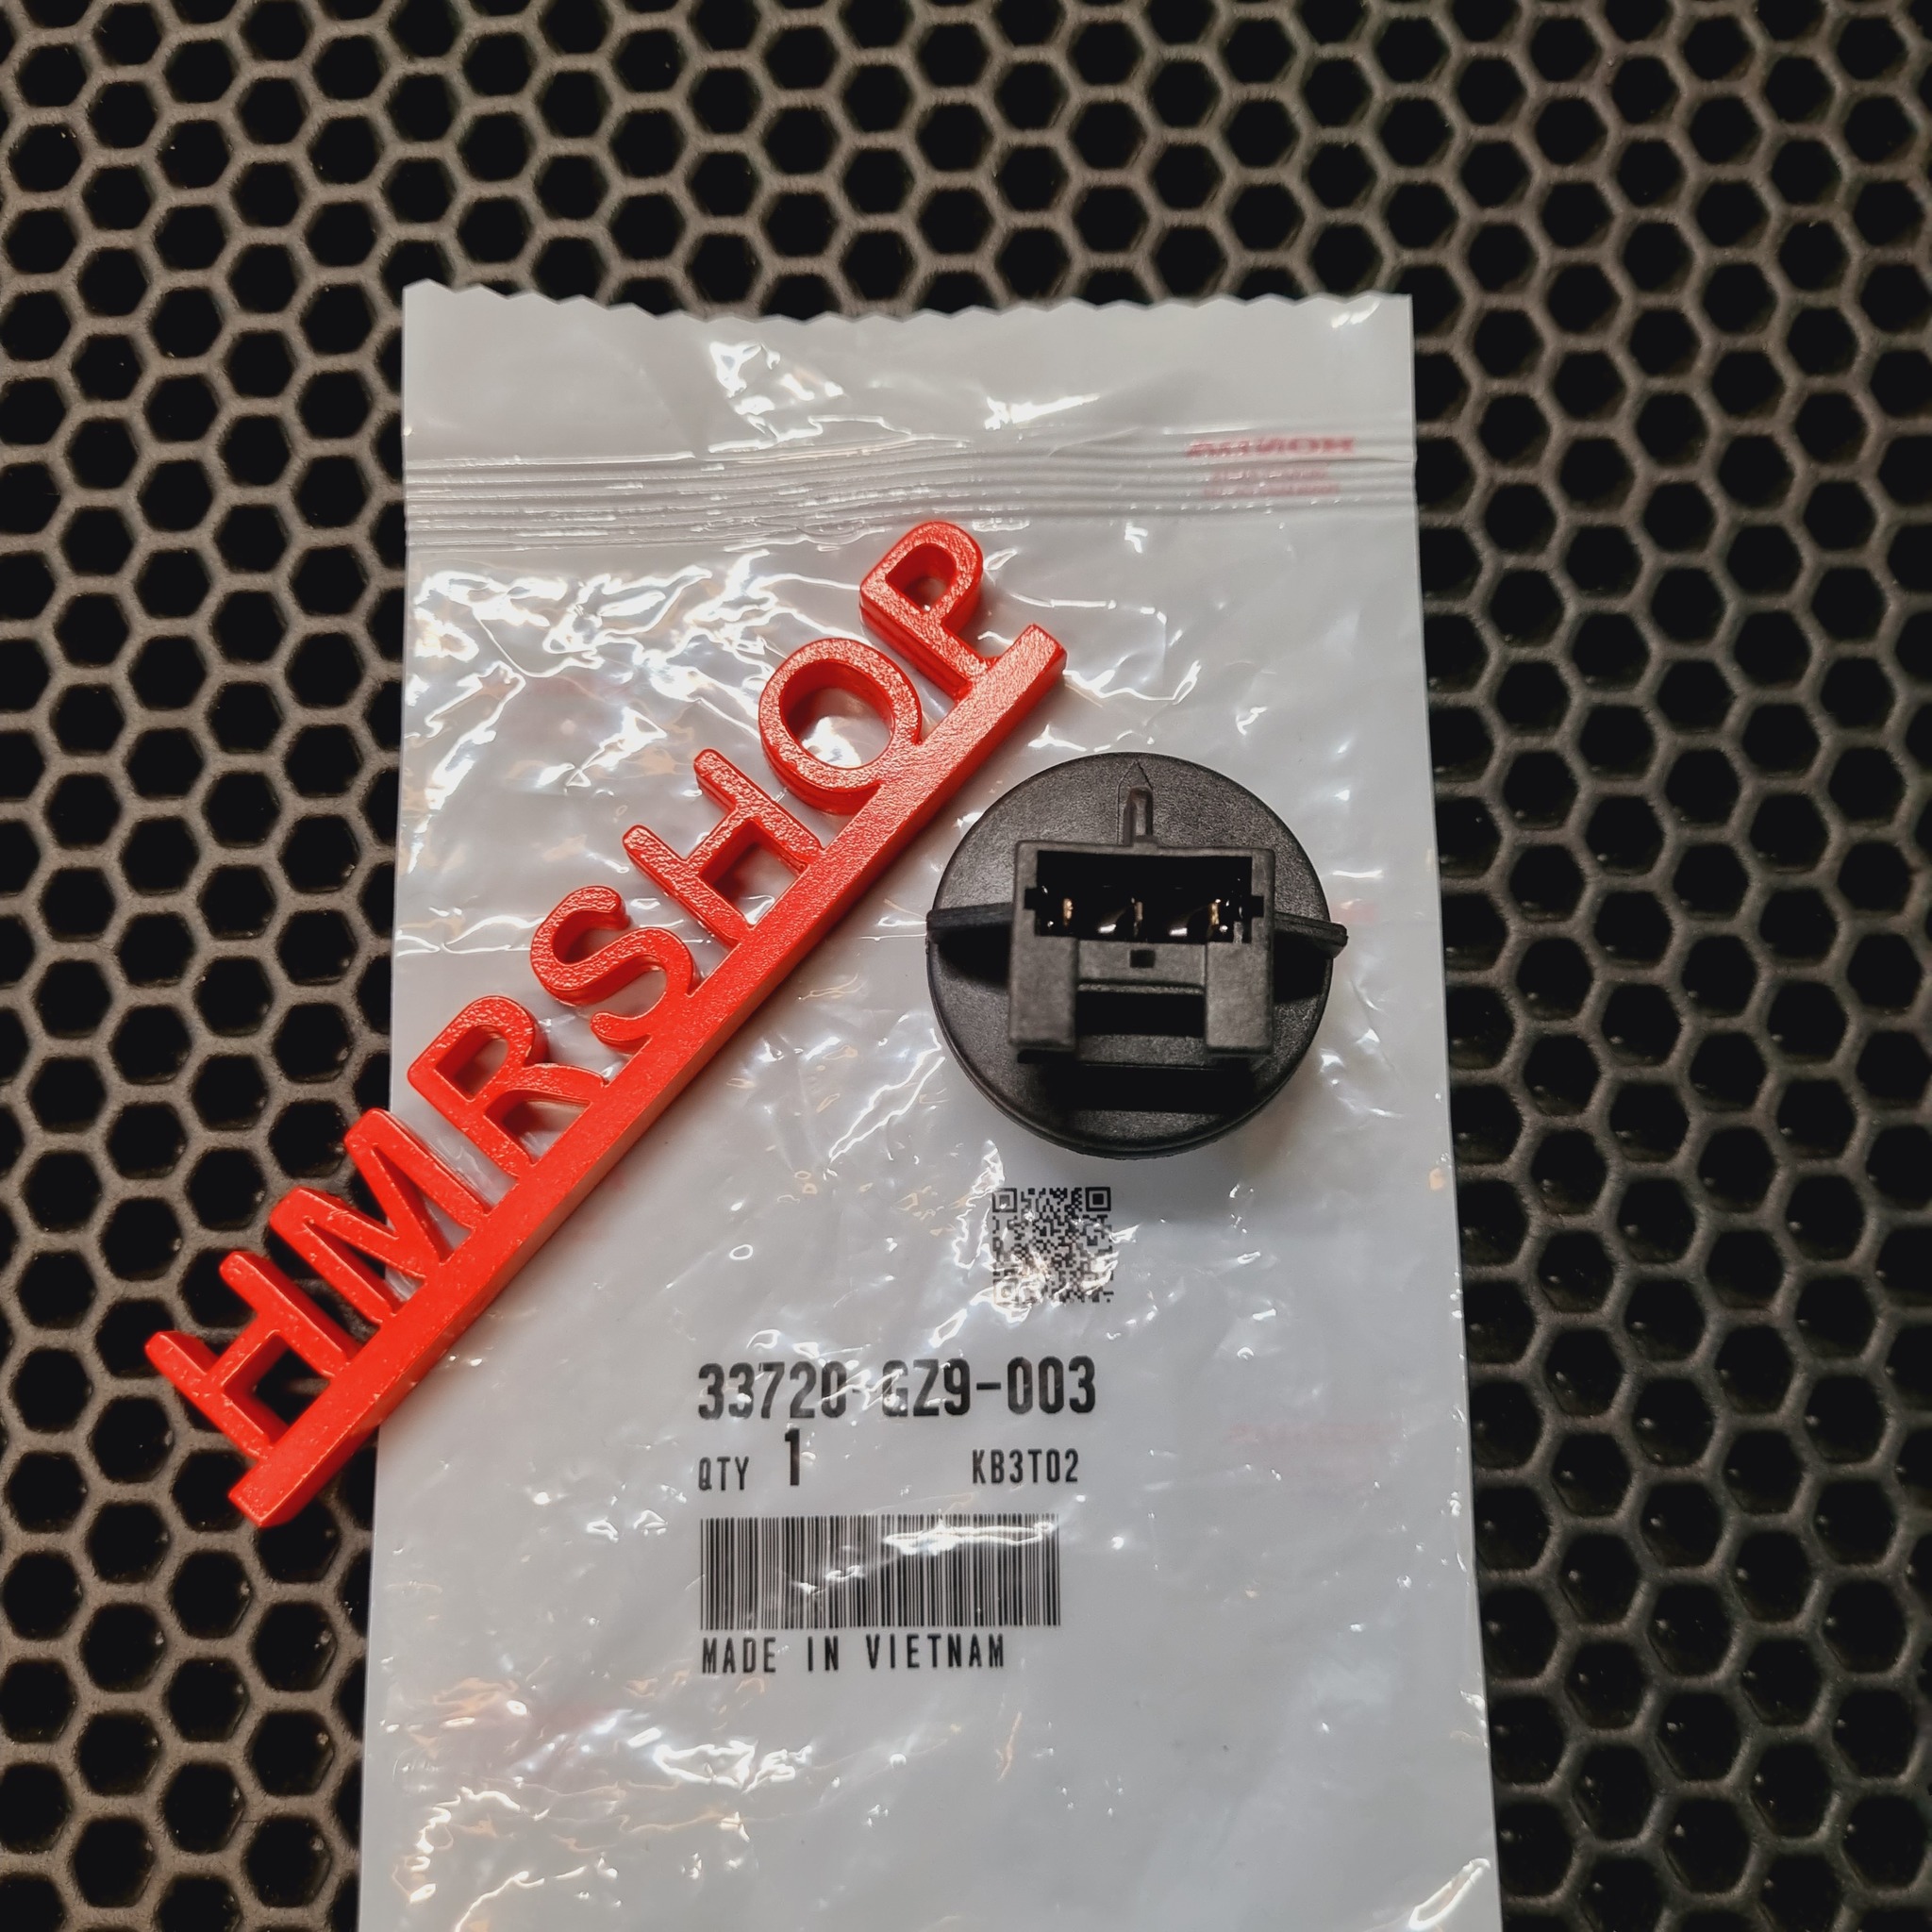 HMRSHOP
33720-GZ9-003
QTY 1 KB3T02
MADE IN VIETNAM